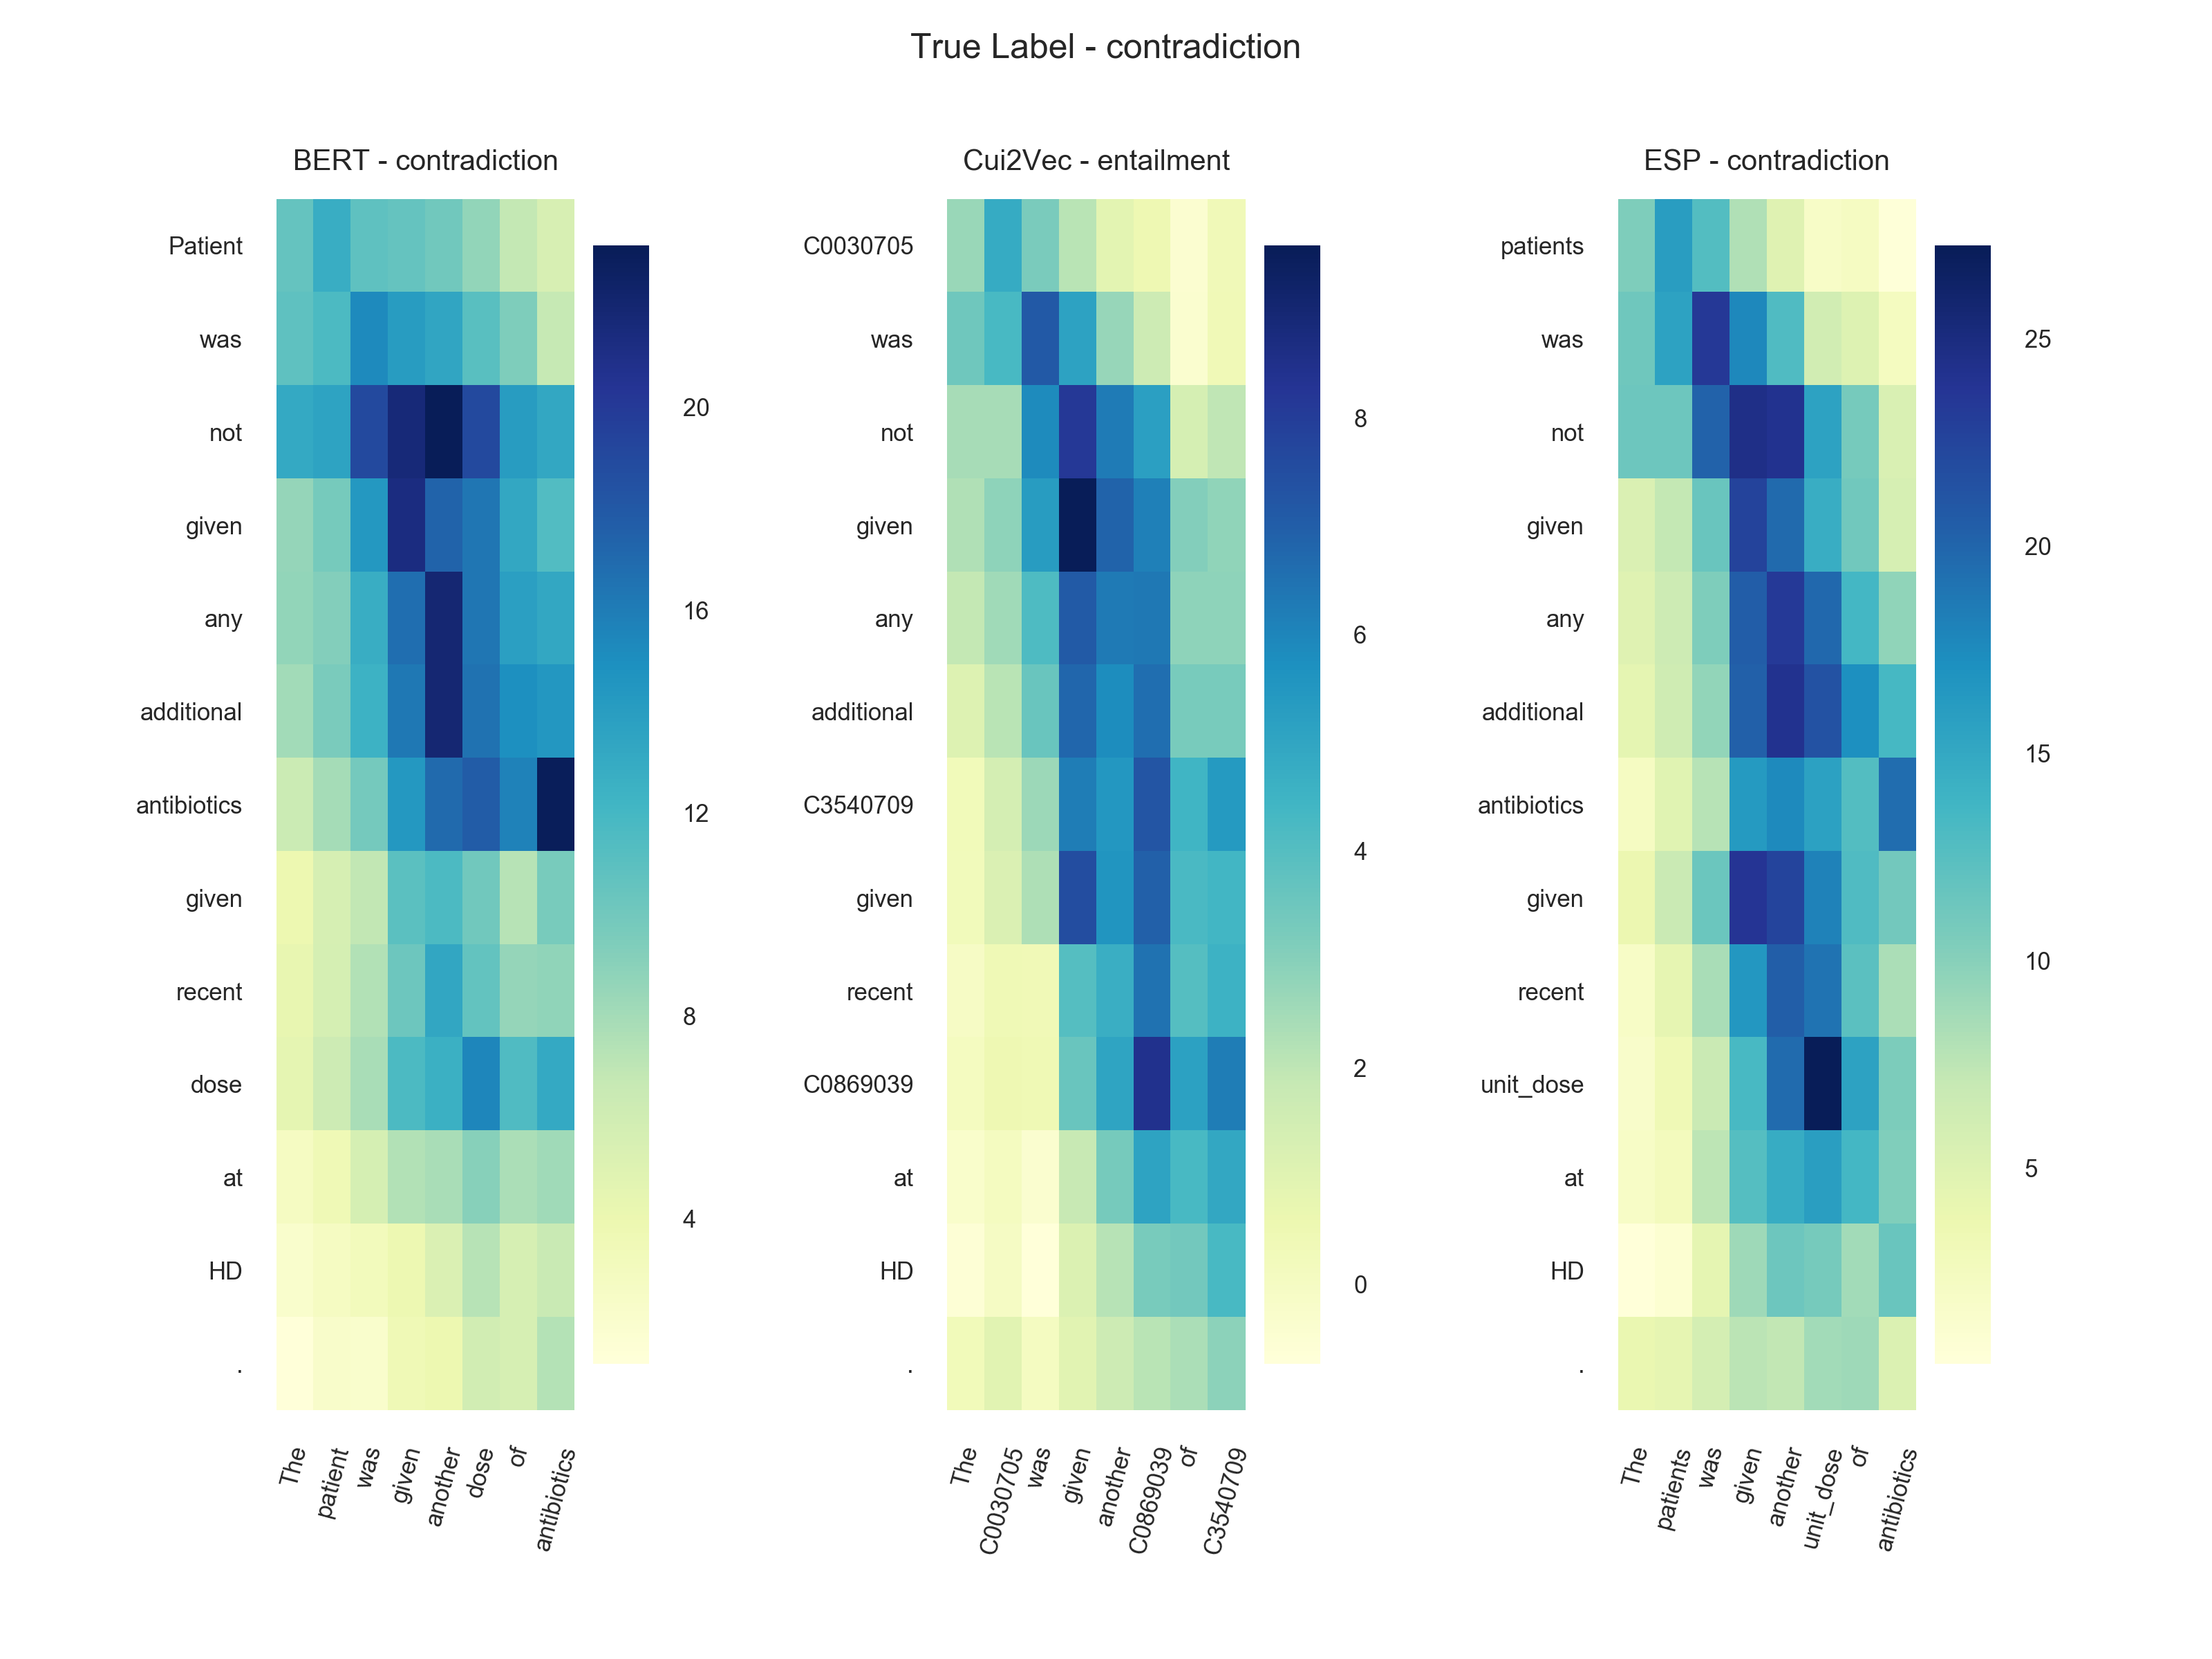 True Label - contradiction
BERT - contradiction
Patient
was
not
given
any
additional
antibiotics
given
recent
dose
at
HD
.
The
patient
was
given
another
dose
of
antibiotics
20
16
12
8
4
Cui2Vec - entailment
C0030705
was
not
given
any
additional
C3540709
given
recent
C0869039
at
HD
.
The
C0030705
was
given
another
C0869039
of
C3540709
8
6
4
2
0
ESP - contradiction
patients
was
not
given
any
additional
antibiotics
given
recent
unit_dose
at
HD
.
The
patients
was
given
another
unit_dose
of
antibiotics
25
20
15
10
5